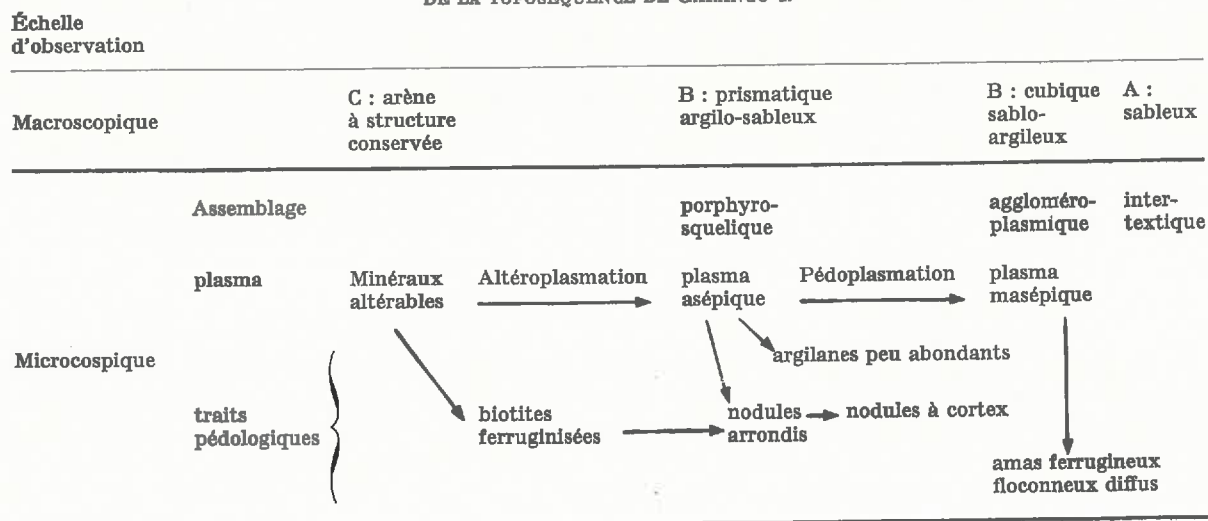 Échelle
d'observation
C : arène B : prismatique B : cubique A :
Macroscopique à structure argilo-sableux sablo- sableux
conservée argileux
Assemblage porphyro- aggloméro- inter-
squelique plasmique textique
plasma Minéraux Altéroplasmation plasma Pédoplasmation plasma
altérables asépique masépique
Microcospique argilanes peu abondants
traits biotites nodules nodules à cortex
pédologiques ferruginisées arrondis
amas ferrugineux
floconneux diffus